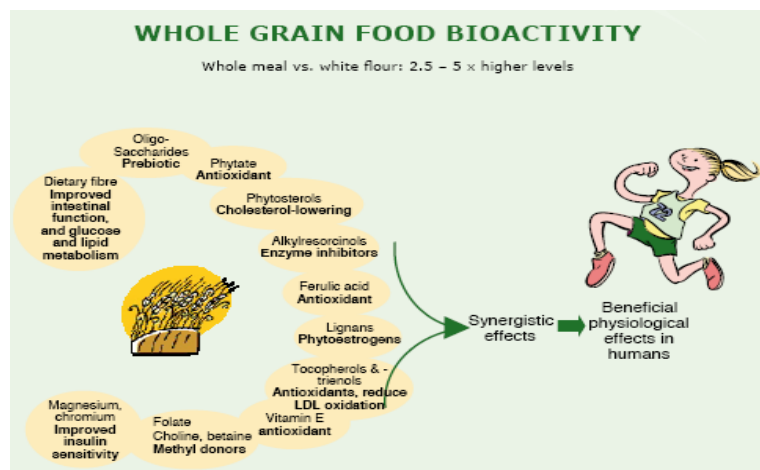 WHOLE GRAIN FOOD BIOACTIVITY
Whole meal vs. white flour: 2.5 – 5 x higher levels
Oligo-
Saccharides
Prebiotic
Phytate
Antioxidant
Dietary fibre
Improved
intestinal
function,
and glucose
and lipid
metabolism
Phytosterols
Cholesterol-lowering
Alkylresorcinols
Enzyme inhibitors
Ferulic acid
Antioxidant
Lignans
Phytoestrogens
Tocopherols & -
trienols
Antioxidants, reduce
LDL oxidation
Vitamin E
antioxidant
Folate
Choline, betaine
Methyl donors
Magnesium,
chromium
Improved
insulin
sensitivity
Synergistic
effects
Beneficial
physiological
effects in
humans
22